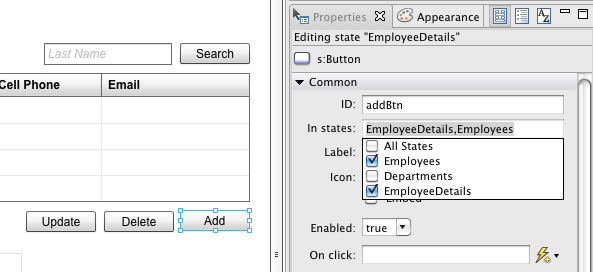 Properties Appearance
Editing state "EmployeeDetails"
s:Button
Common
Last Name Search
Cell Phone Email
ID: addBtn
In states: EmployeeDetails,Employees
All States
Label:
Employees
Icon:
Departments
EmployeeDetails
Embed
Update Delete Add
Enabled: true
On click: